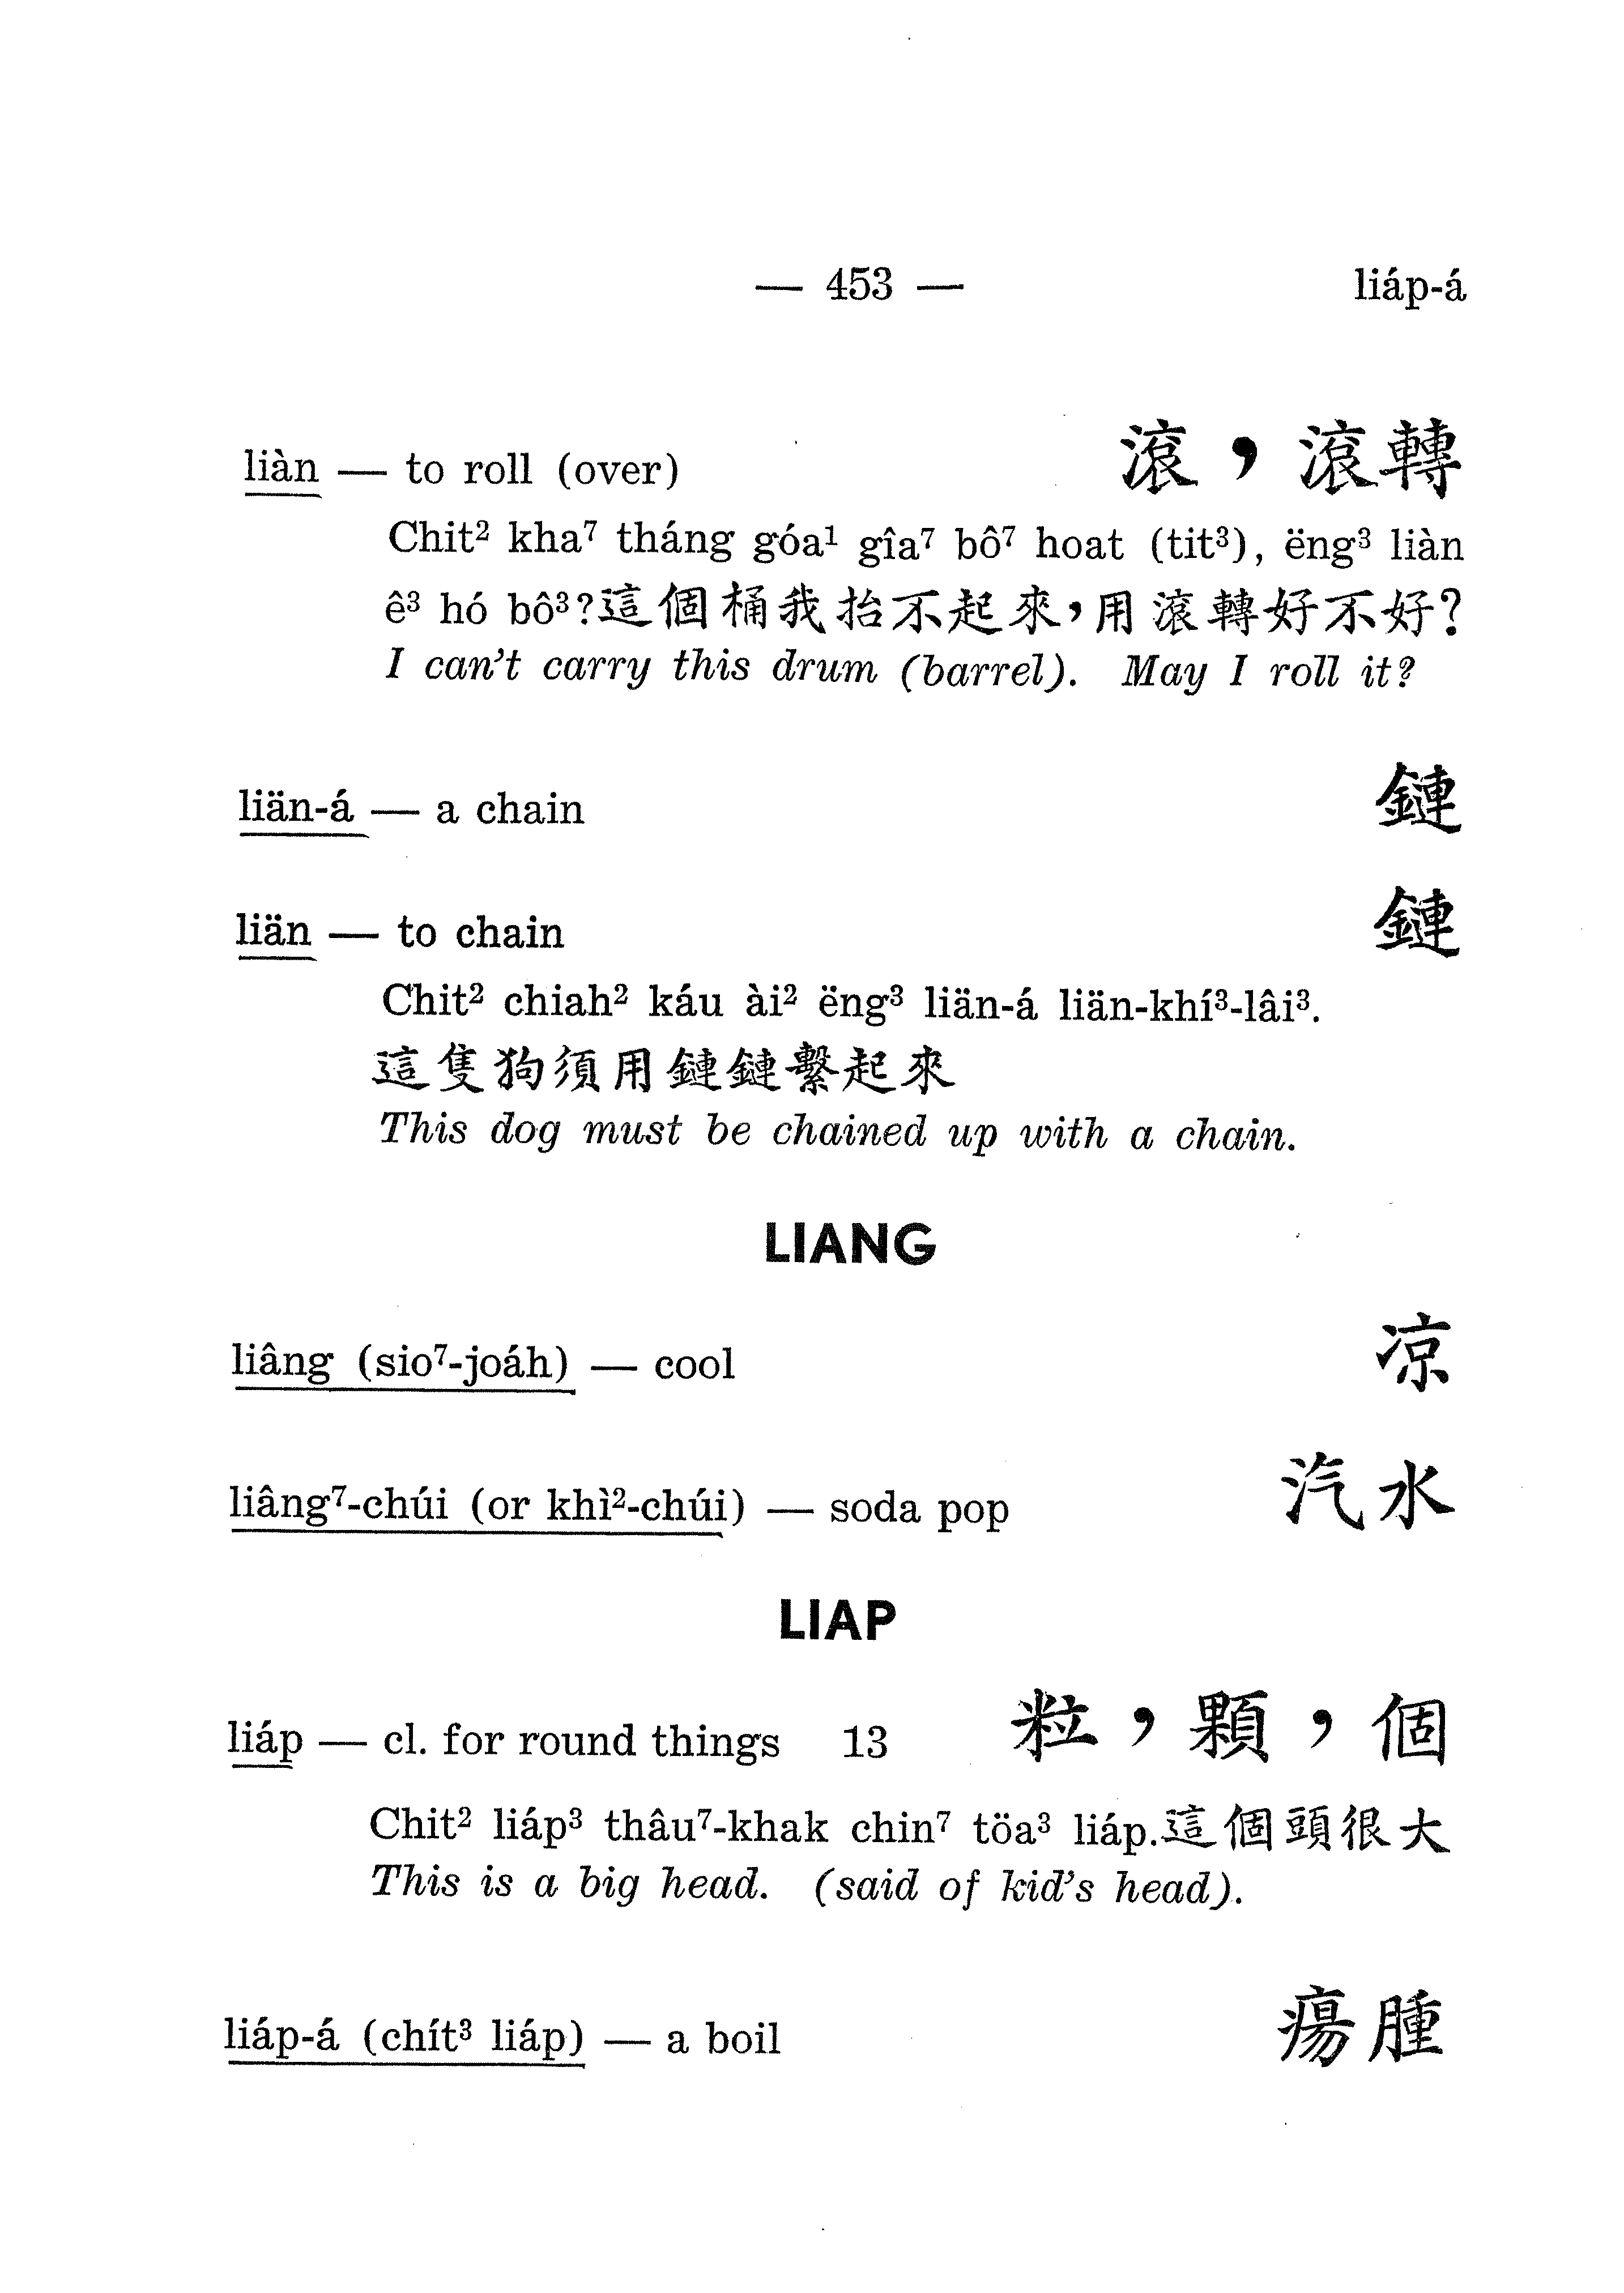 — 453 — liáp-á
liàn — to roll (over) 滾，滾轉
Chit² kha⁷ tháng góa¹ gîa⁷ bô⁷ hoat (tit³), ëng³ liàn
ê³ hó bô³?這個桶我抬不起來，用滾轉好不好?
I can't carry this drum (barrel). May I roll it?
liän-á — a chain 鏈
liän — to chain 鏈
Chit² chiah² káu ài² ëng³ liän-á liän-khí³-lâi³.
這隻狗須用鏈鏈繫起來
This dog must be chained up with a chain.
LIANG
liâng (sio⁷-joáh) — cool 凉
liâng⁷-chúi (or khì²-chúi) — soda pop 汽水
LIAP
liáp — cl. for round things 13 粒，顆，個
Chit² liáp³ thâu⁷-khak chin⁷ töa³ liáp.這個頭很大
This is a big head. (said of kid's head).
liáp-á (chít³ liáp) — a boil 瘍腫